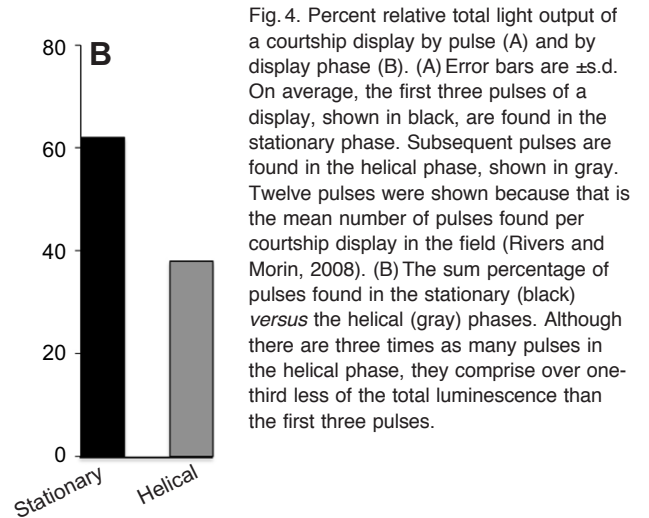 B
80
60
40
20
0
Stationary
Helical
Fig. 4. Percent relative total light output of
a courtship display by pulse (A) and by
display phase (B). (A) Error bars are ±s.d.
On average, the first three pulses of a
display, shown in black, are found in the
stationary phase. Subsequent pulses are
found in the helical phase, shown in gray.
Twelve pulses were shown because that is
the mean number of pulses found per
courtship display in the field (Rivers and
Morin, 2008). (B) The sum percentage of
pulses found in the stationary (black)
versus the helical (gray) phases. Although
there are three times as many pulses in
the helical phase, they comprise over one-
third less of the total luminescence than
the first three pulses.